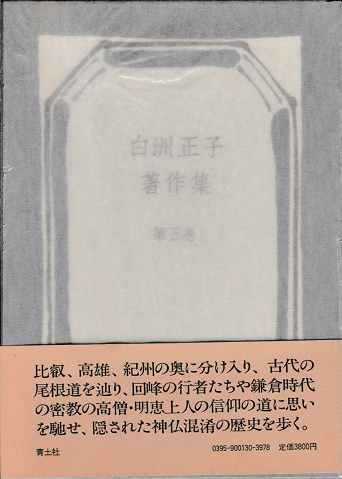 白洲正子
著作集
第五巻
比叡、高雄、紀州の奥に分け入り、古代の
尾根道を辿り、回峰の行者たちや鎌倉時代
の密教の高僧・明恵上人の信仰の道に思い
を馳せ、隠された神仏混淆の歴史を歩く。
青土社
0395-900130-3978 定価3800円